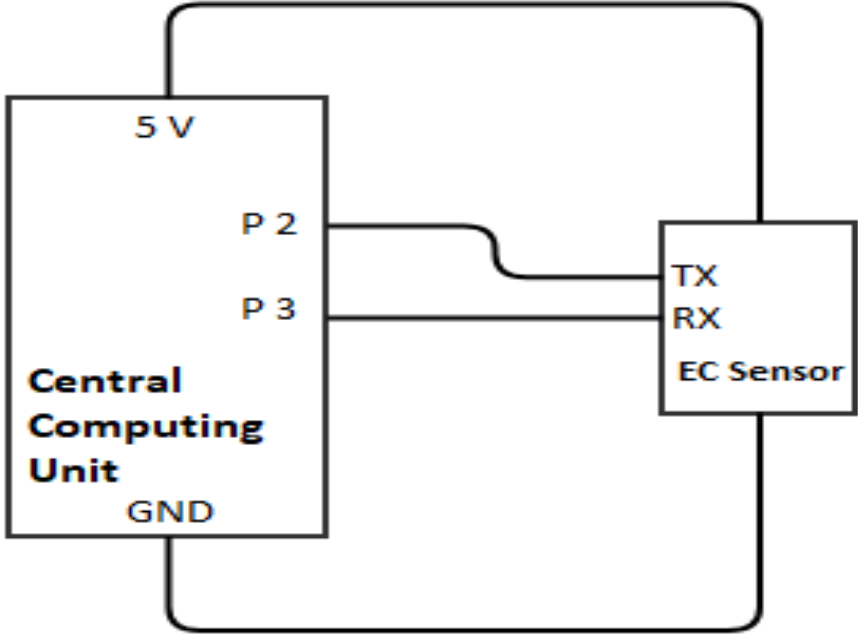 5 V
P 2
P 3
Central
Computing
Unit
GND
TX
RX
EC Sensor